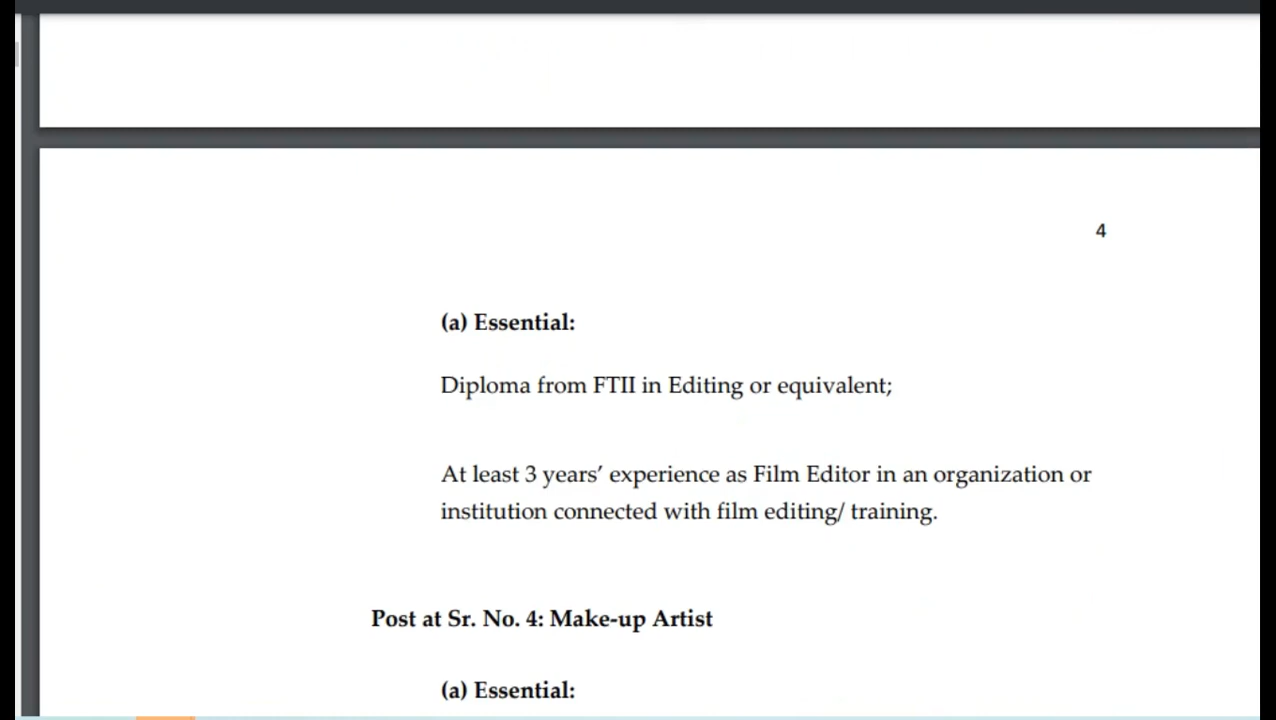 4
(a) Essential:
Diploma from FTII in Editing or equivalent;
At least 3 years’ experience as Film Editor in an organization or
institution connected with film editing/ training.
Post at Sr. No. 4: Make-up Artist
(a) Essential: